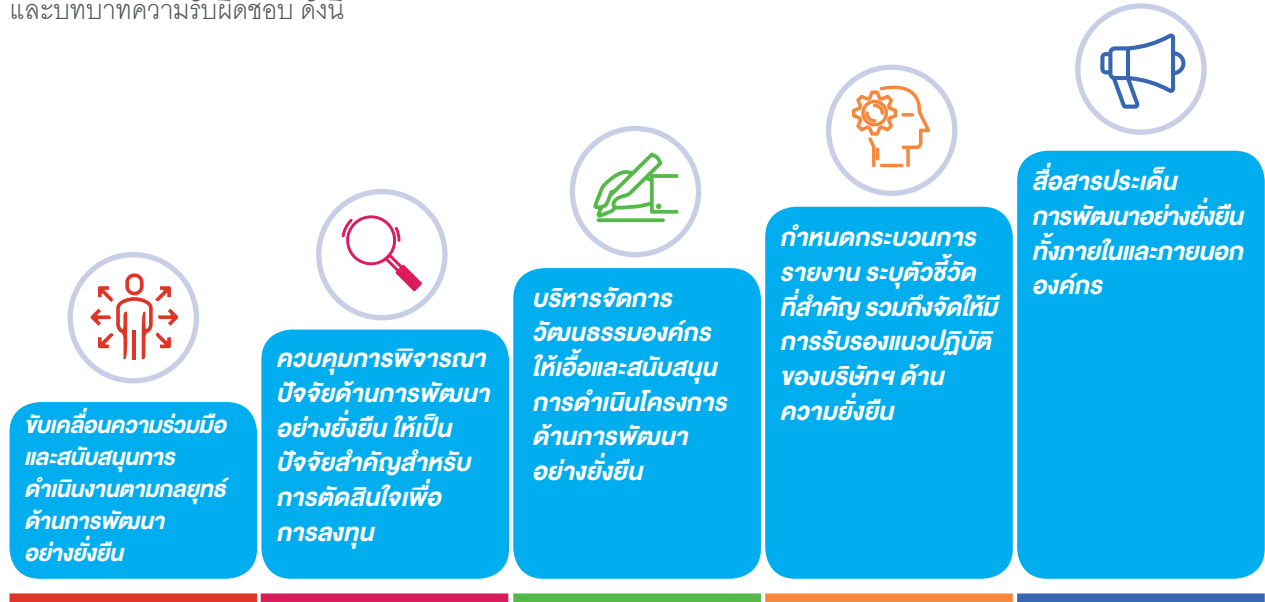 และบทบาทความรับผิดชอบ ดังนี้
ขับเคลื่อนความร่วมมือ
และสนับสนุนการ
ดำเนินงานตามกลยุทธ์
ด้านการพัฒนา
อย่างยั่งยืน
ควบคุมการพิจารณา
ปัจจัยด้านการพัฒนา
อย่างยั่งยืน ให้เป็น
ปัจจัยสำคัญสำหรับ
การตัดสินใจเพื่อ
การลงทุน
บริหารจัดการ
วัฒนธรรมองค์กร
ให้เอื้อและสนับสนุน
การดำเนินโครงการ
ด้านการพัฒนา
อย่างยั่งยืน
กำหนดกระบวนการ
รายงาน ระบุตัวชี้วัด
ที่สำคัญ รวมถึงจัดให้มี
การรับรองแนวปฏิบัติ
ของบริษัทฯ ด้าน
ความยั่งยืน
สื่อสารประเด็น
การพัฒนาอย่างยั่งยืน
ทั้งภายในและภายนอก
องค์กร